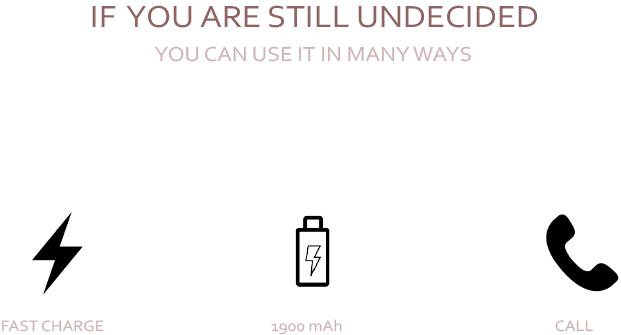 IF YOU ARE STILL UNDECIDED
YOU CAN USE IT IN MANY WAYS
FAST CHARGE
1900 mAh
CALL